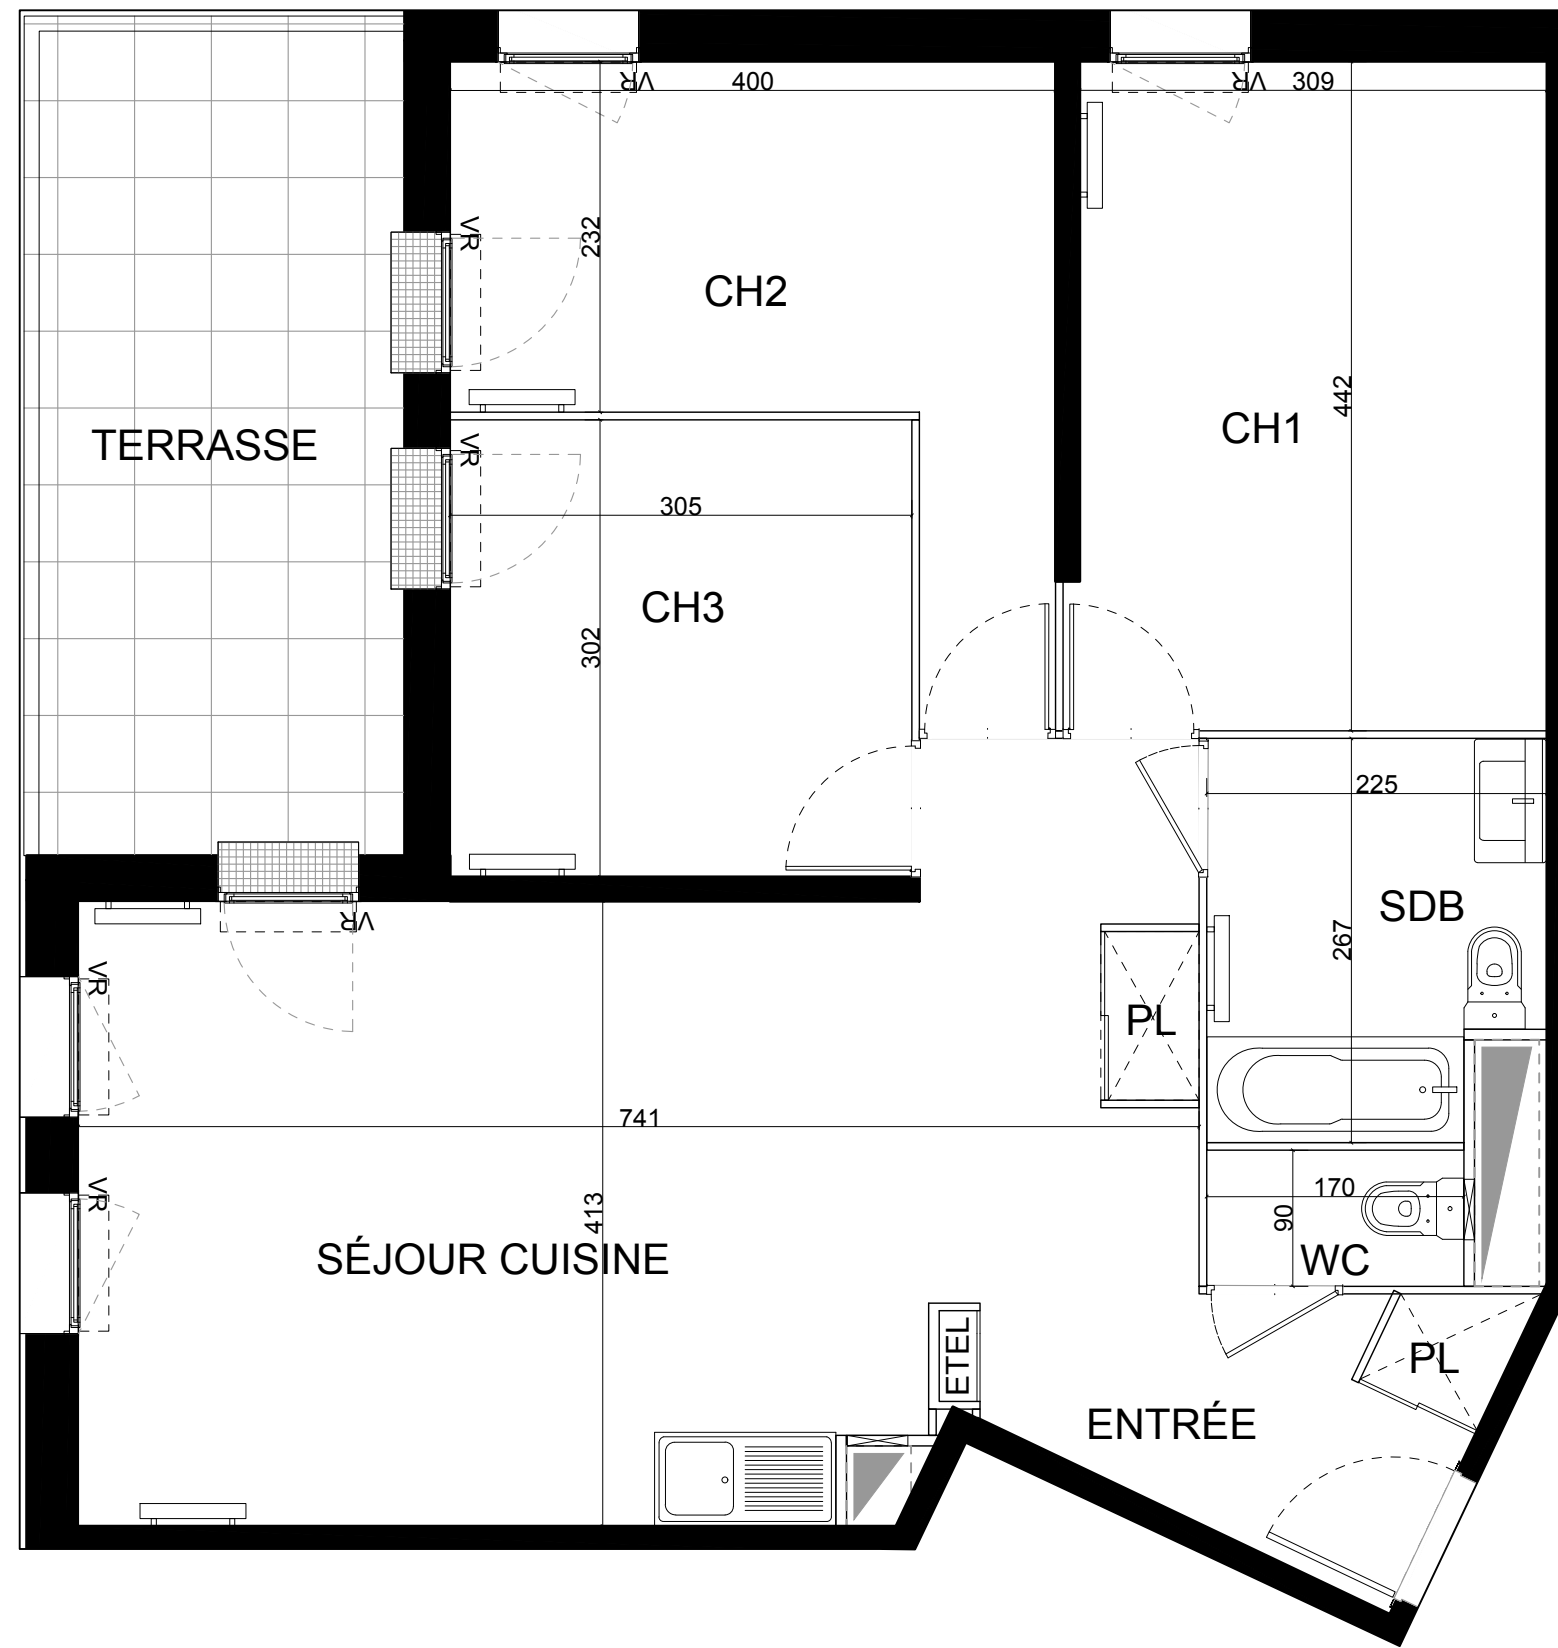 VR
400
VR
309
VR
232
CH2
442
CH1
TERRASSE
VR
305
CH3
302
225
SDB
267
VR
VR
PL
741
VR
413
170
90
SÉJOUR CUISINE
WC
ETEL
PL
ENTRÉE